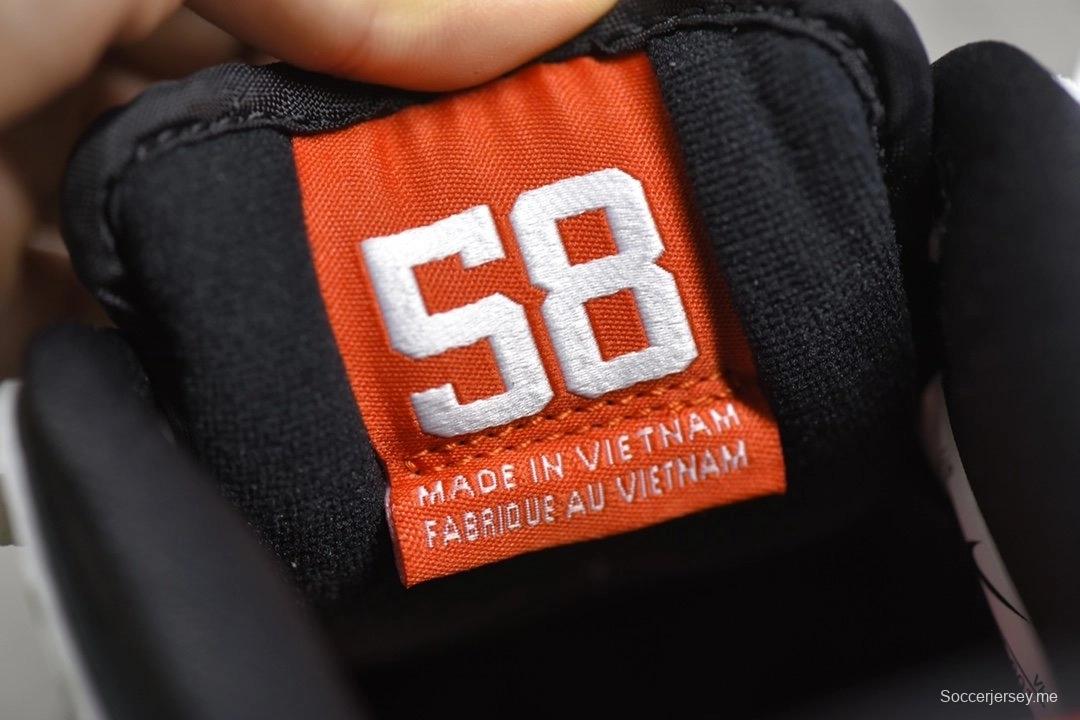 58
MADE IN VIETNAM
FABRIQUE AU VIETNAM
Soccerjersey.me